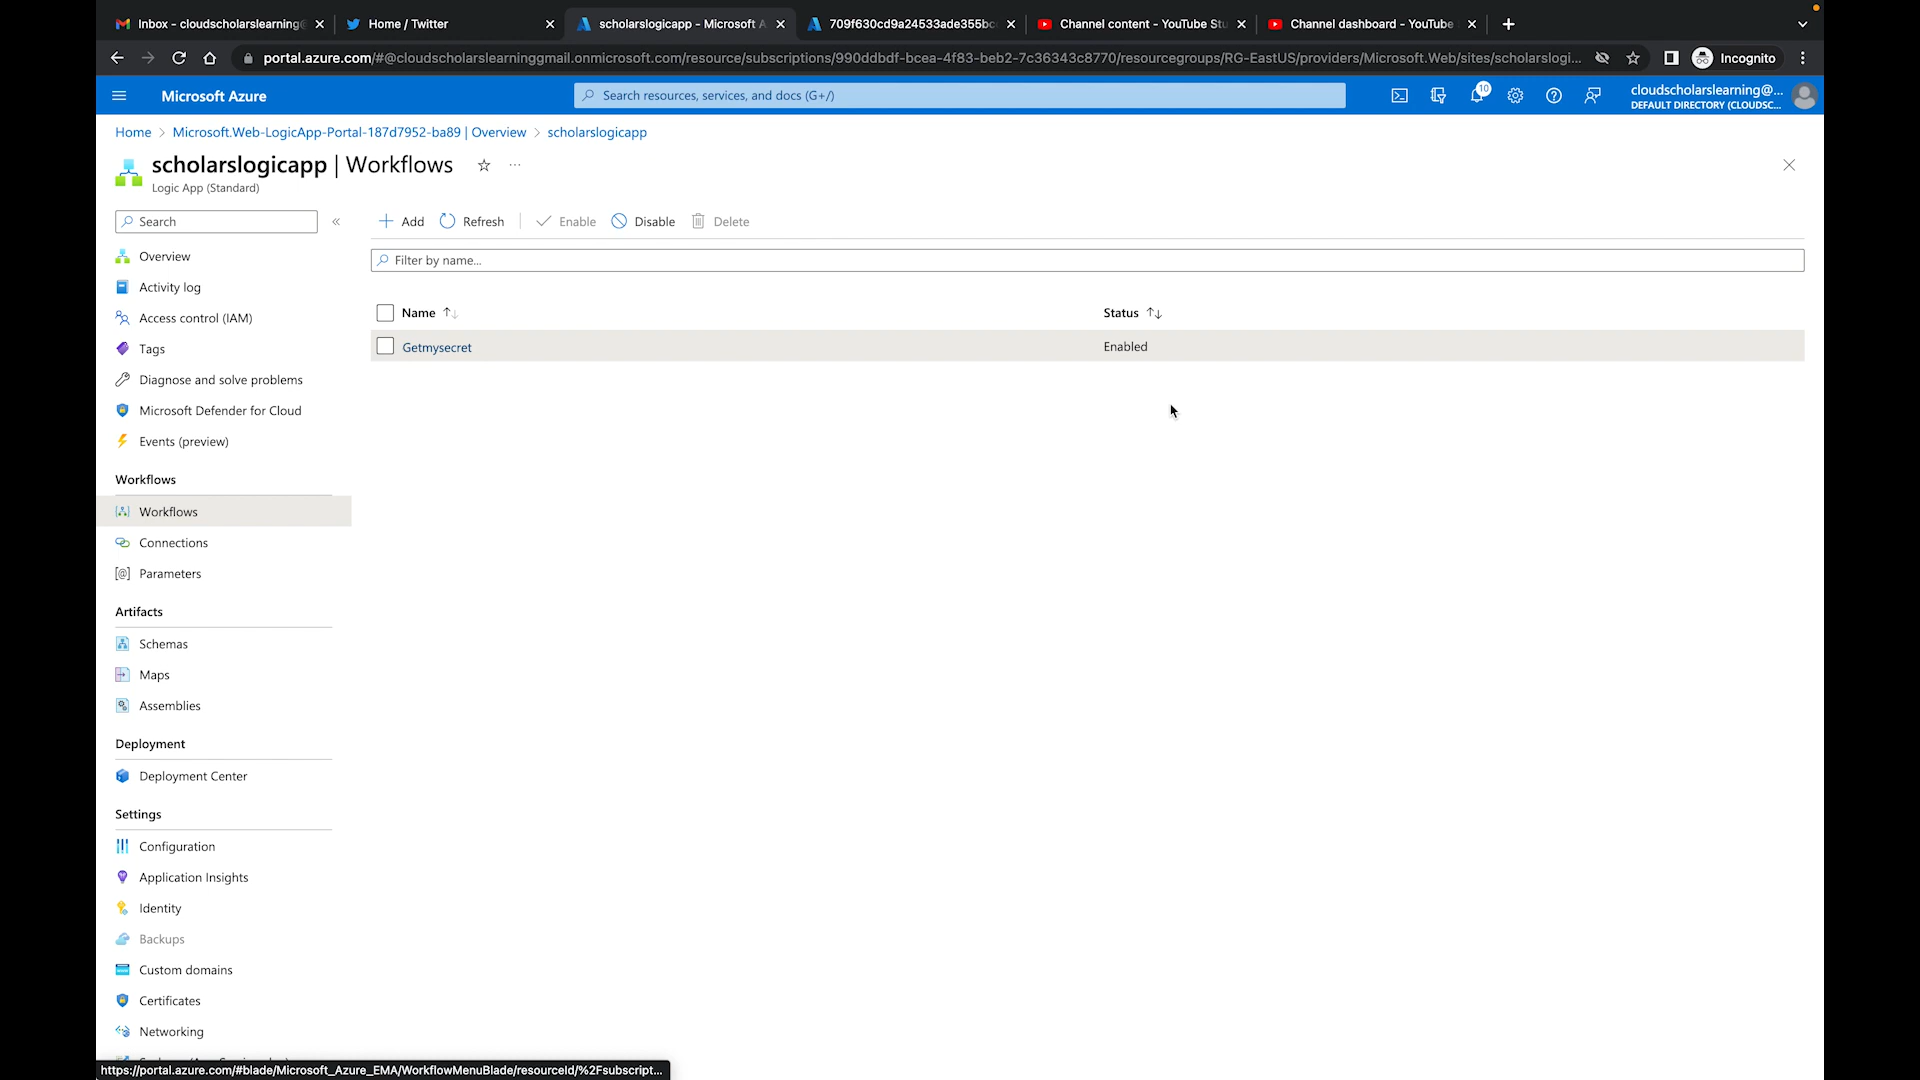 Inbox - cloudscholarslearning@
Home / Twitter
scholarslogicapp - Microsoft A
709f630cd9a24533ade355bc
Channel content - YouTube Stu
Channel dashboard - YouTube
portal.azure.com/#@cloudscholarslearninggmail.onmicrosoft.com/resource/subscriptions/990ddbdf-bcea-4f83-beb2-7c36343c8770/resourcegroups/RG-EastUS/providers/Microsoft.Web/sites/scholarslogi...
Incognito
Microsoft Azure
Search resources, services, and docs (G+/)
10
cloudscholarslearning@...
DEFAULT DIRECTORY (CLOUDSC...
Home > Microsoft.Web-LogicApp-Portal-187d7952-ba89 | Overview > scholarslogicapp
scholarslogicapp | Workflows
Logic App (Standard)
Search
Add
Refresh
Enable
Disable
Delete
Filter by name...
Name
Status
Getmysecret
Enabled
Overview
Activity log
Access control (IAM)
Tags
Diagnose and solve problems
Microsoft Defender for Cloud
Events (preview)
Workflows
Workflows
Connections
Parameters
Artifacts
Schemas
Maps
Assemblies
Deployment
Deployment Center
Settings
Configuration
Application Insights
Identity
Backups
Custom domains
Certificates
Networking
https://portal.azure.com/#blade/Microsoft_Azure_EMA/WorkflowMenuBlade/resourceId/%2Fsubscript...